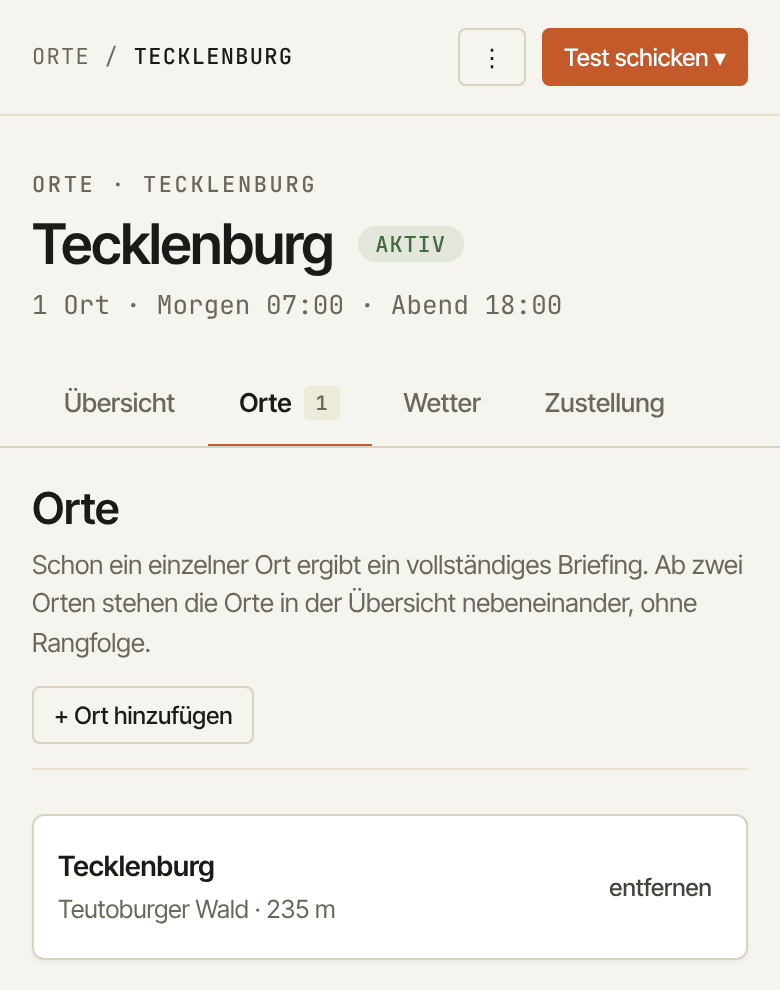 ORTE / TECKLENBURG
⋮
Test schicken ▾
ORTE · TECKLENBURG
Tecklenburg
AKTIV
1 Ort · Morgen 07:00 · Abend 18:00
Übersicht
Orte 1
Wetter
Zustellung
Orte
Schon ein einzelner Ort ergibt ein vollständiges Briefing. Ab zwei
Orten stehen die Orte in der Übersicht nebeneinander, ohne
Rangfolge.
+ Ort hinzufügen
Tecklenburg
Teutoburger Wald · 235 m
entfernen